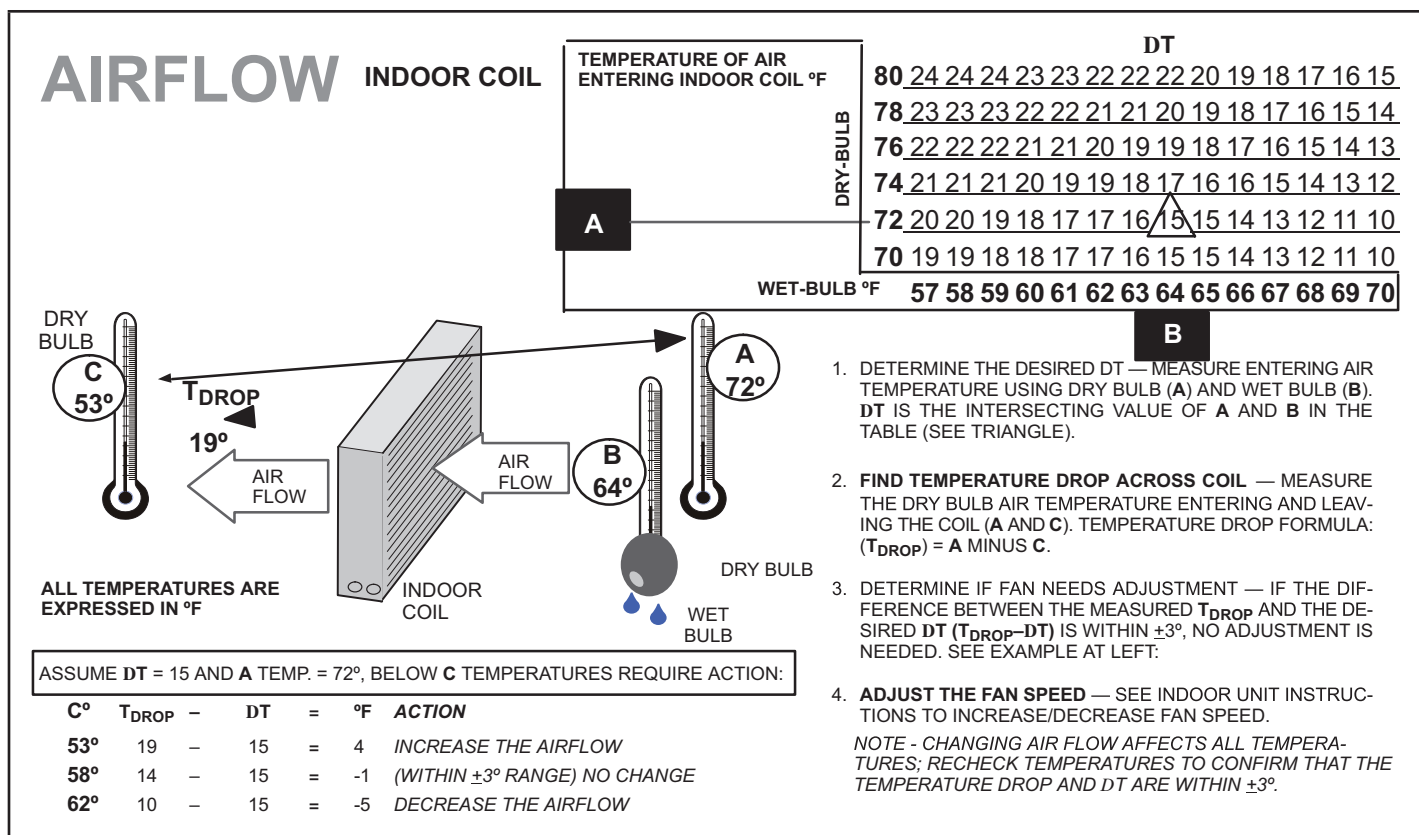 AIRFLOW INDOOR COIL
TEMPERATURE OF AIR
ENTERING INDOOR COIL ºF
DRY-BULB
DT
80 24 24 24 23 23 22 22 22 20 19 18 17 16 15
78 23 23 23 22 22 21 21 20 19 18 17 16 15 14
76 22 22 22 21 21 20 19 19 18 17 16 15 14 13
74 21 21 21 20 19 19 18 17 16 16 15 14 13 12
A
72 20 20 19 18 17 17 16 15 15 14 13 12 11 10
70 19 19 18 18 17 17 16 15 15 14 13 12 11 10
WET-BULB ºF 57 58 59 60 61 62 63 64 65 66 67 68 69 70
B
DRY
BULB
C
53º
TDROP
19º
AIR
FLOW
AIR
FLOW
A
72º
B
64º
INDOOR
COIL
DRY BULB
WET
BULB
ALL TEMPERATURES ARE
EXPRESSED IN ºF
ASSUME DT = 15 AND A TEMP. = 72º, BELOW C TEMPERATURES REQUIRE ACTION:
Cº TDROP – DT = ºF ACTION
53º 19 – 15 = 4 INCREASE THE AIRFLOW
58º 14 – 15 = -1 (WITHIN +3º RANGE) NO CHANGE
62º 10 – 15 = -5 DECREASE THE AIRFLOW
1. DETERMINE THE DESIRED DT — MEASURE ENTERING AIR
TEMPERATURE USING DRY BULB (A) AND WET BULB (B).
DT IS THE INTERSECTING VALUE OF A AND B IN THE
TABLE (SEE TRIANGLE).
2. FIND TEMPERATURE DROP ACROSS COIL — MEASURE
THE DRY BULB AIR TEMPERATURE ENTERING AND LEAV-
ING THE COIL (A AND C). TEMPERATURE DROP FORMULA:
(TDROP) = A MINUS C.
3. DETERMINE IF FAN NEEDS ADJUSTMENT — IF THE DIF-
FERENCE BETWEEN THE MEASURED TDROP AND THE DE-
SIRED DT (TDROP–DT) IS WITHIN +3º, NO ADJUSTMENT IS
NEEDED. SEE EXAMPLE AT LEFT:
4. ADJUST THE FAN SPEED — SEE INDOOR UNIT INSTRUC-
TIONS TO INCREASE/DECREASE FAN SPEED.
NOTE - CHANGING AIR FLOW AFFECTS ALL TEMPERA-
TURES; RECHECK TEMPERATURES TO CONFIRM THAT THE
TEMPERATURE DROP AND DT ARE WITHIN +3º.